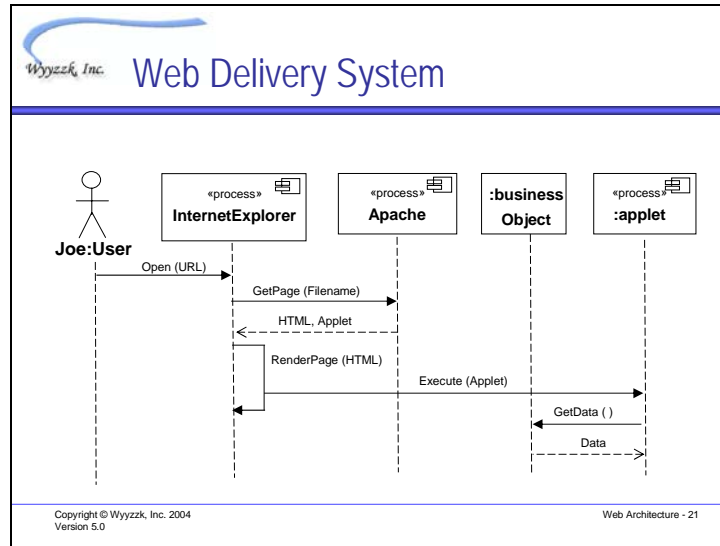 Wyyzzk, Inc.
Web Delivery System
«process»
InternetExplorer
«process»
Apache
:business
Object
«process»
:applet
Joe:User
Open (URL)
GetPage (Filename)
HTML, Applet
RenderPage (HTML)
Execute (Applet)
GetData ( )
Data
Copyright © Wyyzzk, Inc. 2004
Version 5.0
Web Architecture - 21